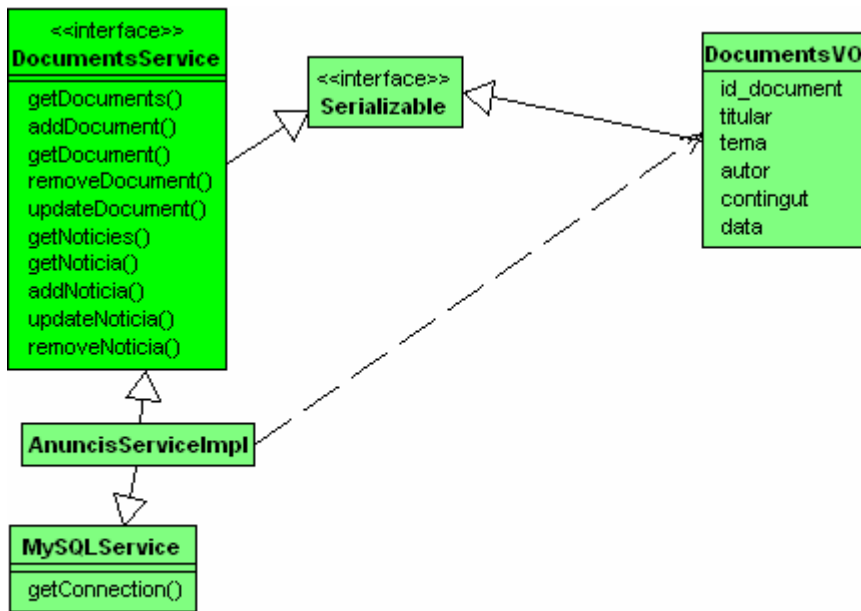 <<interface>>
DocumentsService
getDocuments()
addDocument()
getDocument()
removeDocument()
updateDocument()
getNoticies()
getNoticia()
addNoticia()
updateNoticia()
removeNoticia()
<<interface>>
Serializable
DocumentsVO
id_document
titular
tema
autor
contingut
data
AnuncisServiceImpl
MySQLService
getConnection()